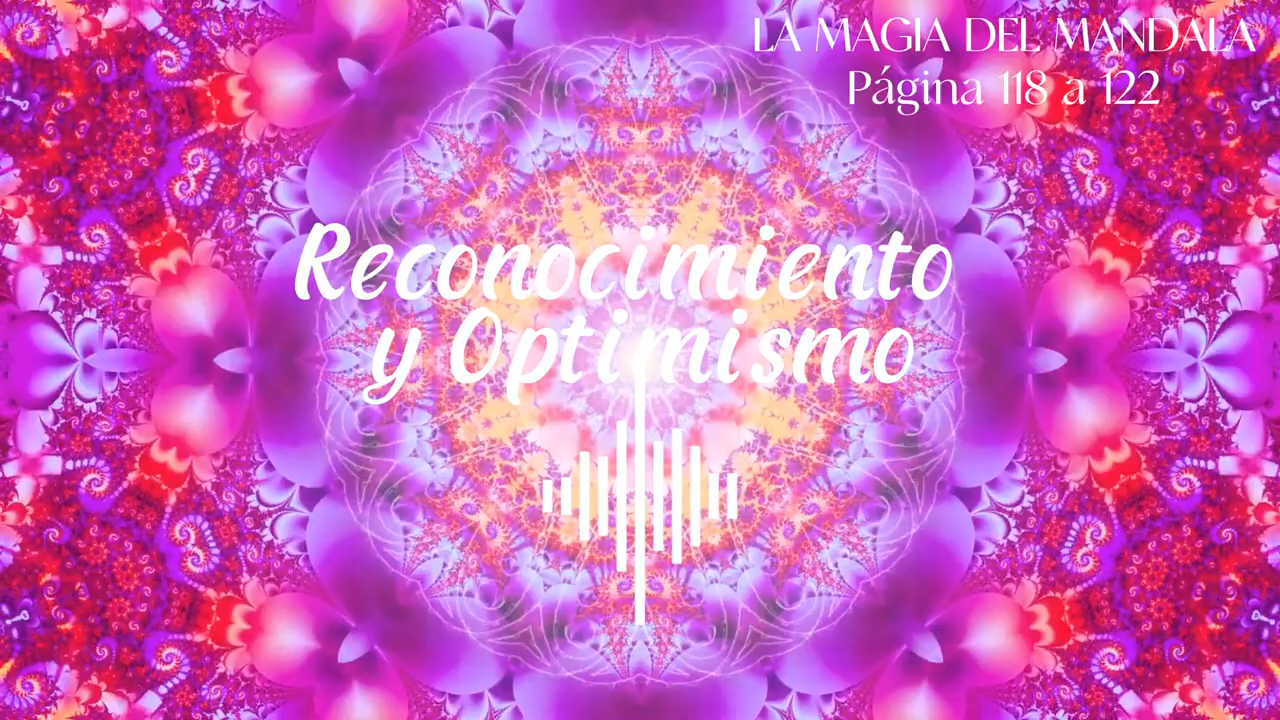 LA MAGIA DEL MANDALA
Página 118 a 122
Reconocimiento
y Optimismo